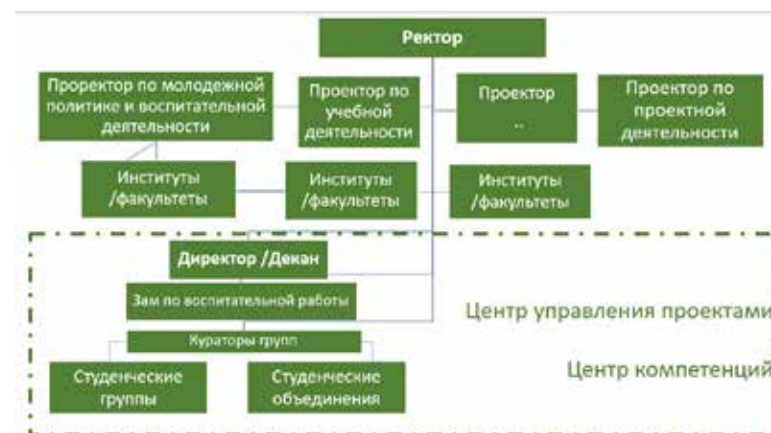 Ректор
Проректор по молодежной
политике и воспитательной
деятельности
Проектор по
учебной
деятельности
Проектор
..
Проектор по
проектной
деятельности
Институты
/факультеты
Институты
/факультеты
Институты
/факультеты
Директор /Декан
Зам по воспитательной работы
Центр управления проектами
Кураторы групп
Студенческие
группы
Студенческие
объединения
Центр компетенций